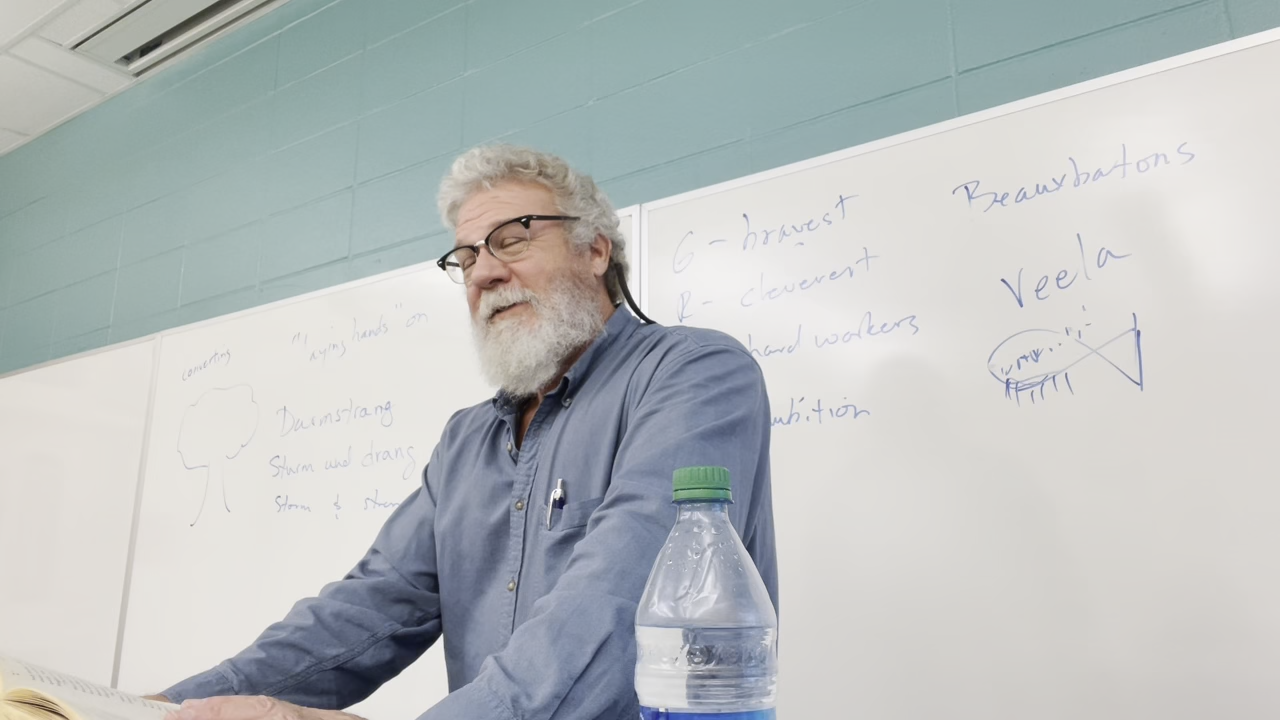 "laying hands" on
converting
Durmstrang
Sturm und drang
Storm &
G - bravest
R - cleverest
hard workers
Beauxbatons
Veela